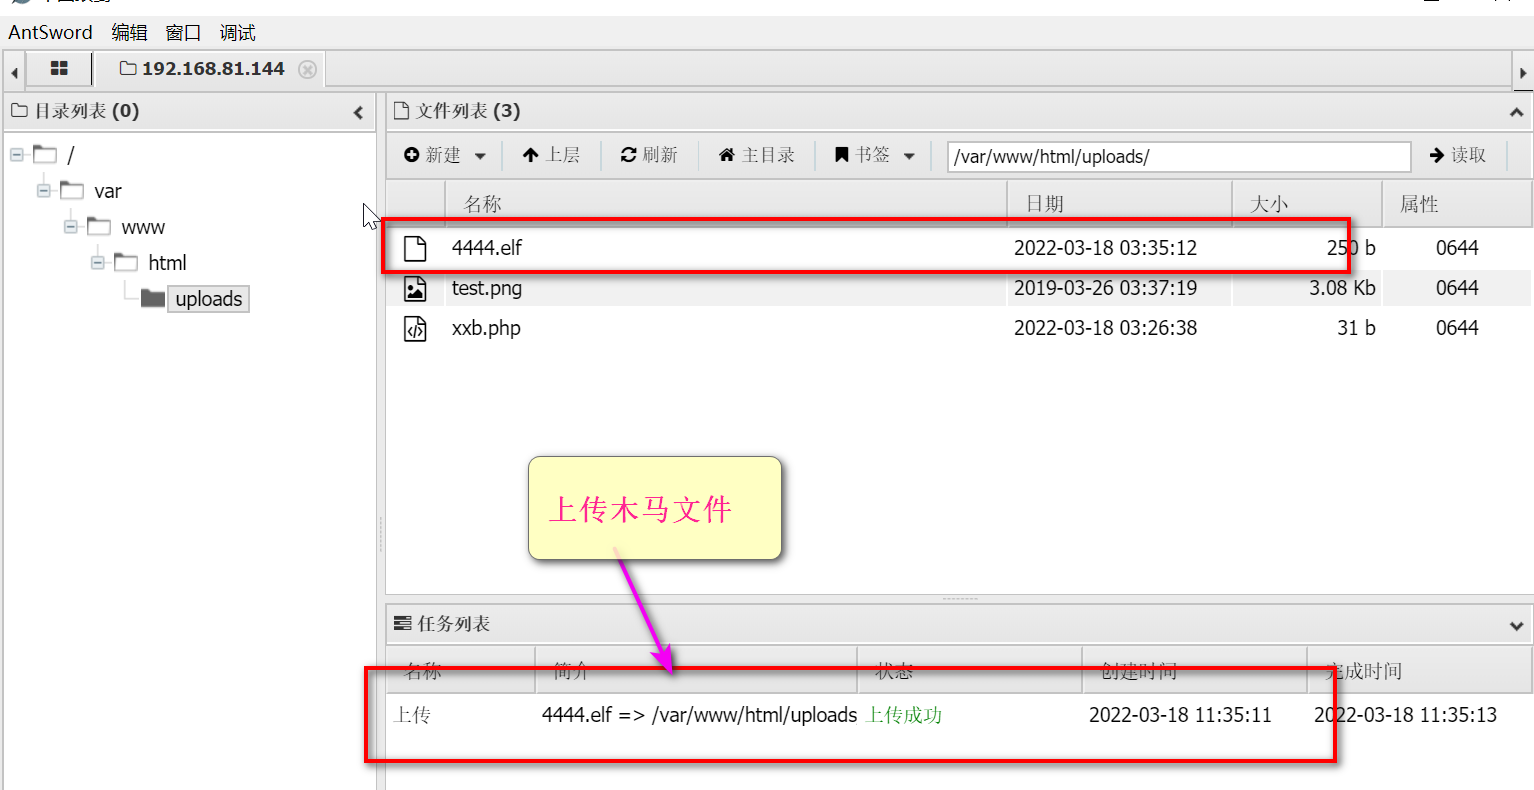 AntSword 编辑 窗口 调试
192.168.81.144
目录列表 (0)
/
var
www
html
uploads
文件列表 (3)
新建 上层 刷新 主目录 书签 /var/www/html/uploads/ 读取
名称 日期 大小 属性
4444.elf 2022-03-18 03:35:12 250 b 0644
test.png 2019-03-26 03:37:19 3.08 Kb 0644
xxb.php 2022-03-18 03:26:38 31 b 0644
上传木马文件
任务列表
名称 简介 状态 创建时间 完成时间
上传 4444.elf => /var/www/html/uploads 上传成功 2022-03-18 11:35:11 2022-03-18 11:35:13